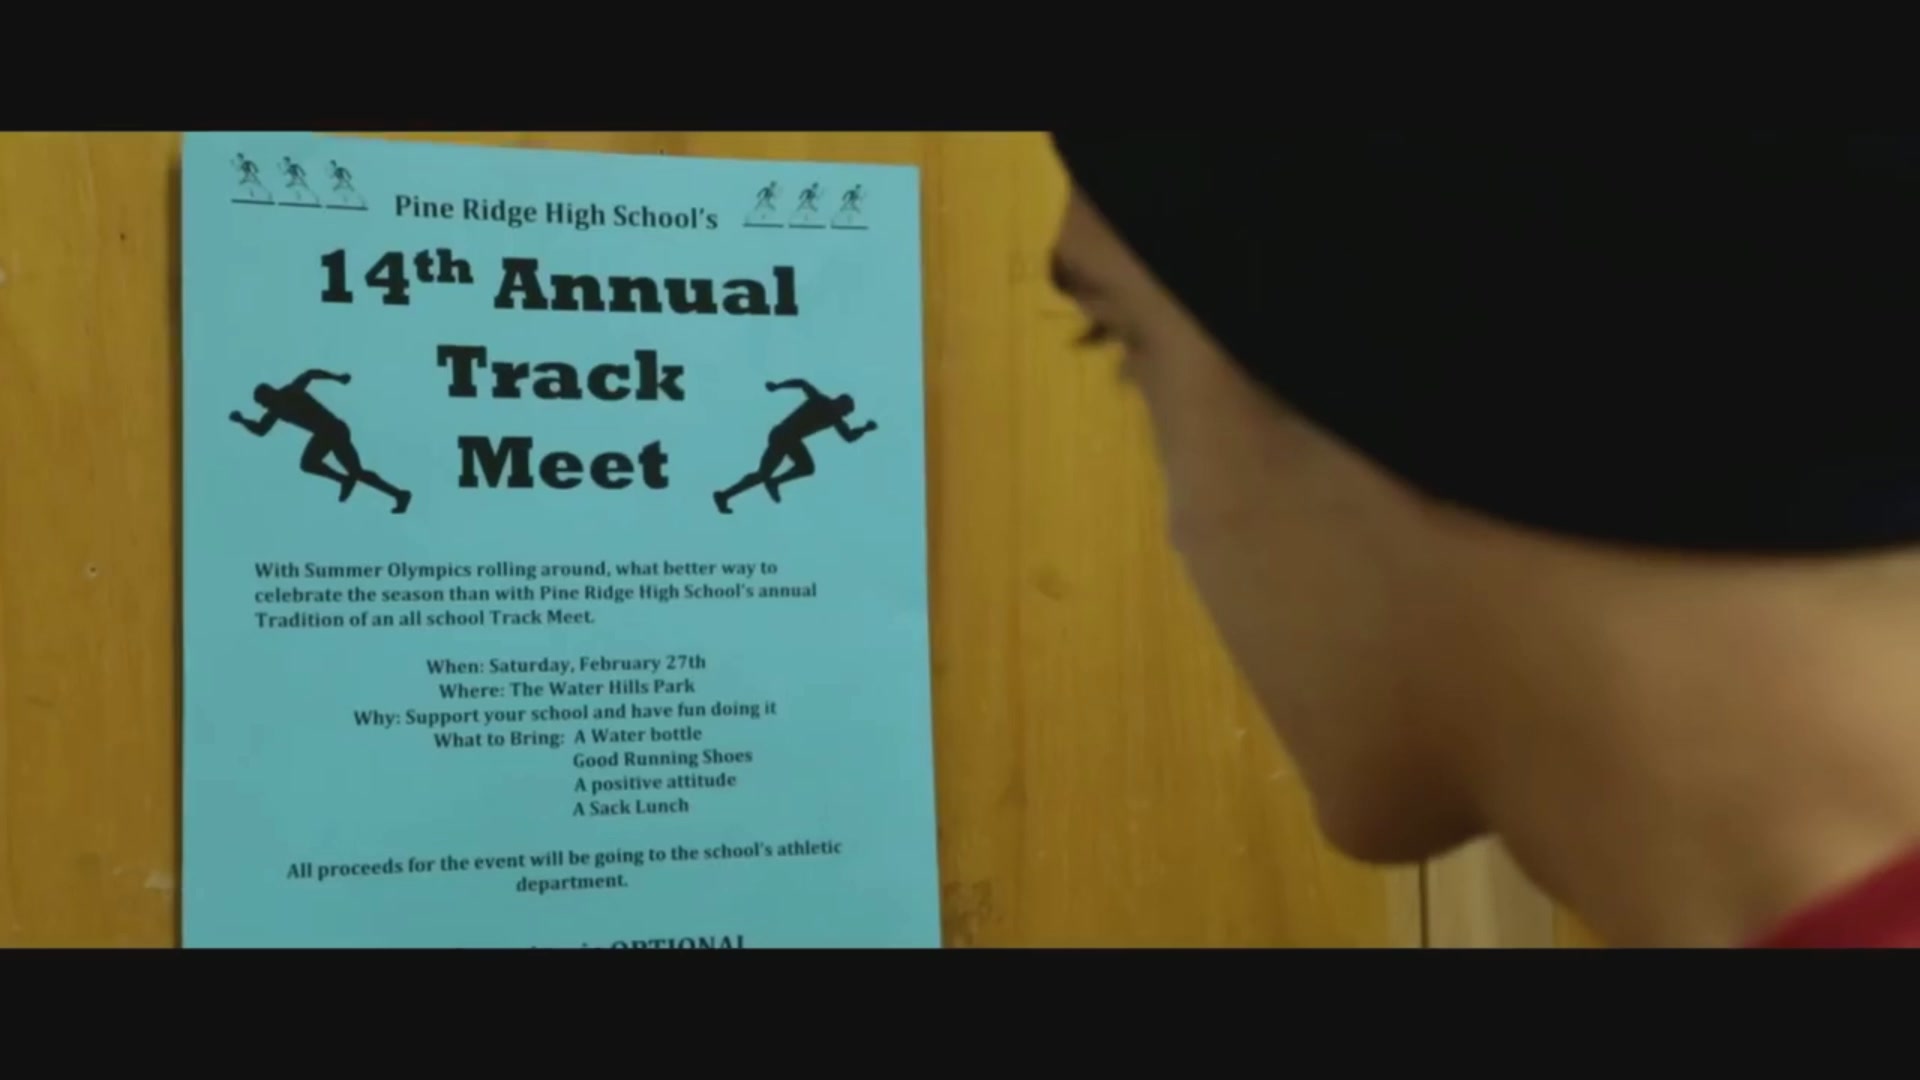 Pine Ridge High School's
14th Annual
Track
Meet
With Summer Olympics rolling around, what better way to
celebrate the season than with Pine Ridge High School's annual
Tradition of an all school Track Meet.
When: Saturday, February 27th
Where: The Water Hills Park
Why: Support your school and have fun doing it
What to Bring: A Water bottle
Good Running Shoes
A positive attitude
A Sack Lunch
All proceeds for the event will be going to the school's athletic
department.
OPTIONAL